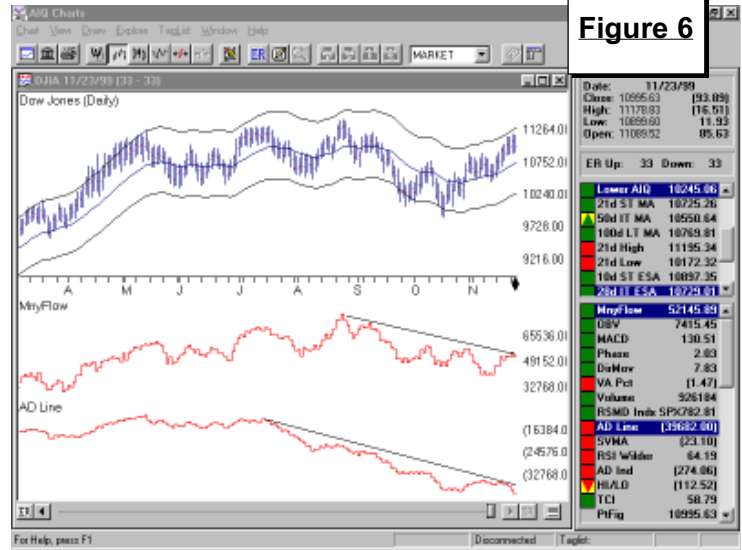 AIQ Charts
Figure 6
Chart View Draw Explore TagList Window Help
ER
MARKET
DJIA 11/23/99 (33 - 33)
Dow Jones (Daily)
11264.0
10752.0
10240.0
9728.00
9216.00
A M J J A S O N
MnyFlow
65536.0
49152.0
32768.0
AD Line
(16384.0
(24576.0
(32768.0
Date: 11/23/99
Close: 10995.63 (93.89)
High: 11178.83 (16.51)
Low: 10899.60 11.93
Open: 11089.52 85.63
ER Up: 33 Down: 33
Lower AIQ 10245.06
21d ST MA 10725.26
50d IT MA 10550.64
100d LT MA 10769.81
21d High 11195.34
21d Low 10172.32
10d ST ESA 10897.35
28d IT ESA 10729.01
MnyFlow 52145.89
OBV 7415.45
MACD 130.51
Phase 2.03
DirMov 7.83
VA Pct (1.47)
Volume 926184
RSMD Indx SPX782.81
AD Line (39682.00)
SVMA (23.10)
RSI Wilder 64.19
AD Ind (274.06)
HI/LO (112.52)
TCI 58.79
PtFig 10995.63
ER
For Help, press F1
Disconnected
Taglist: